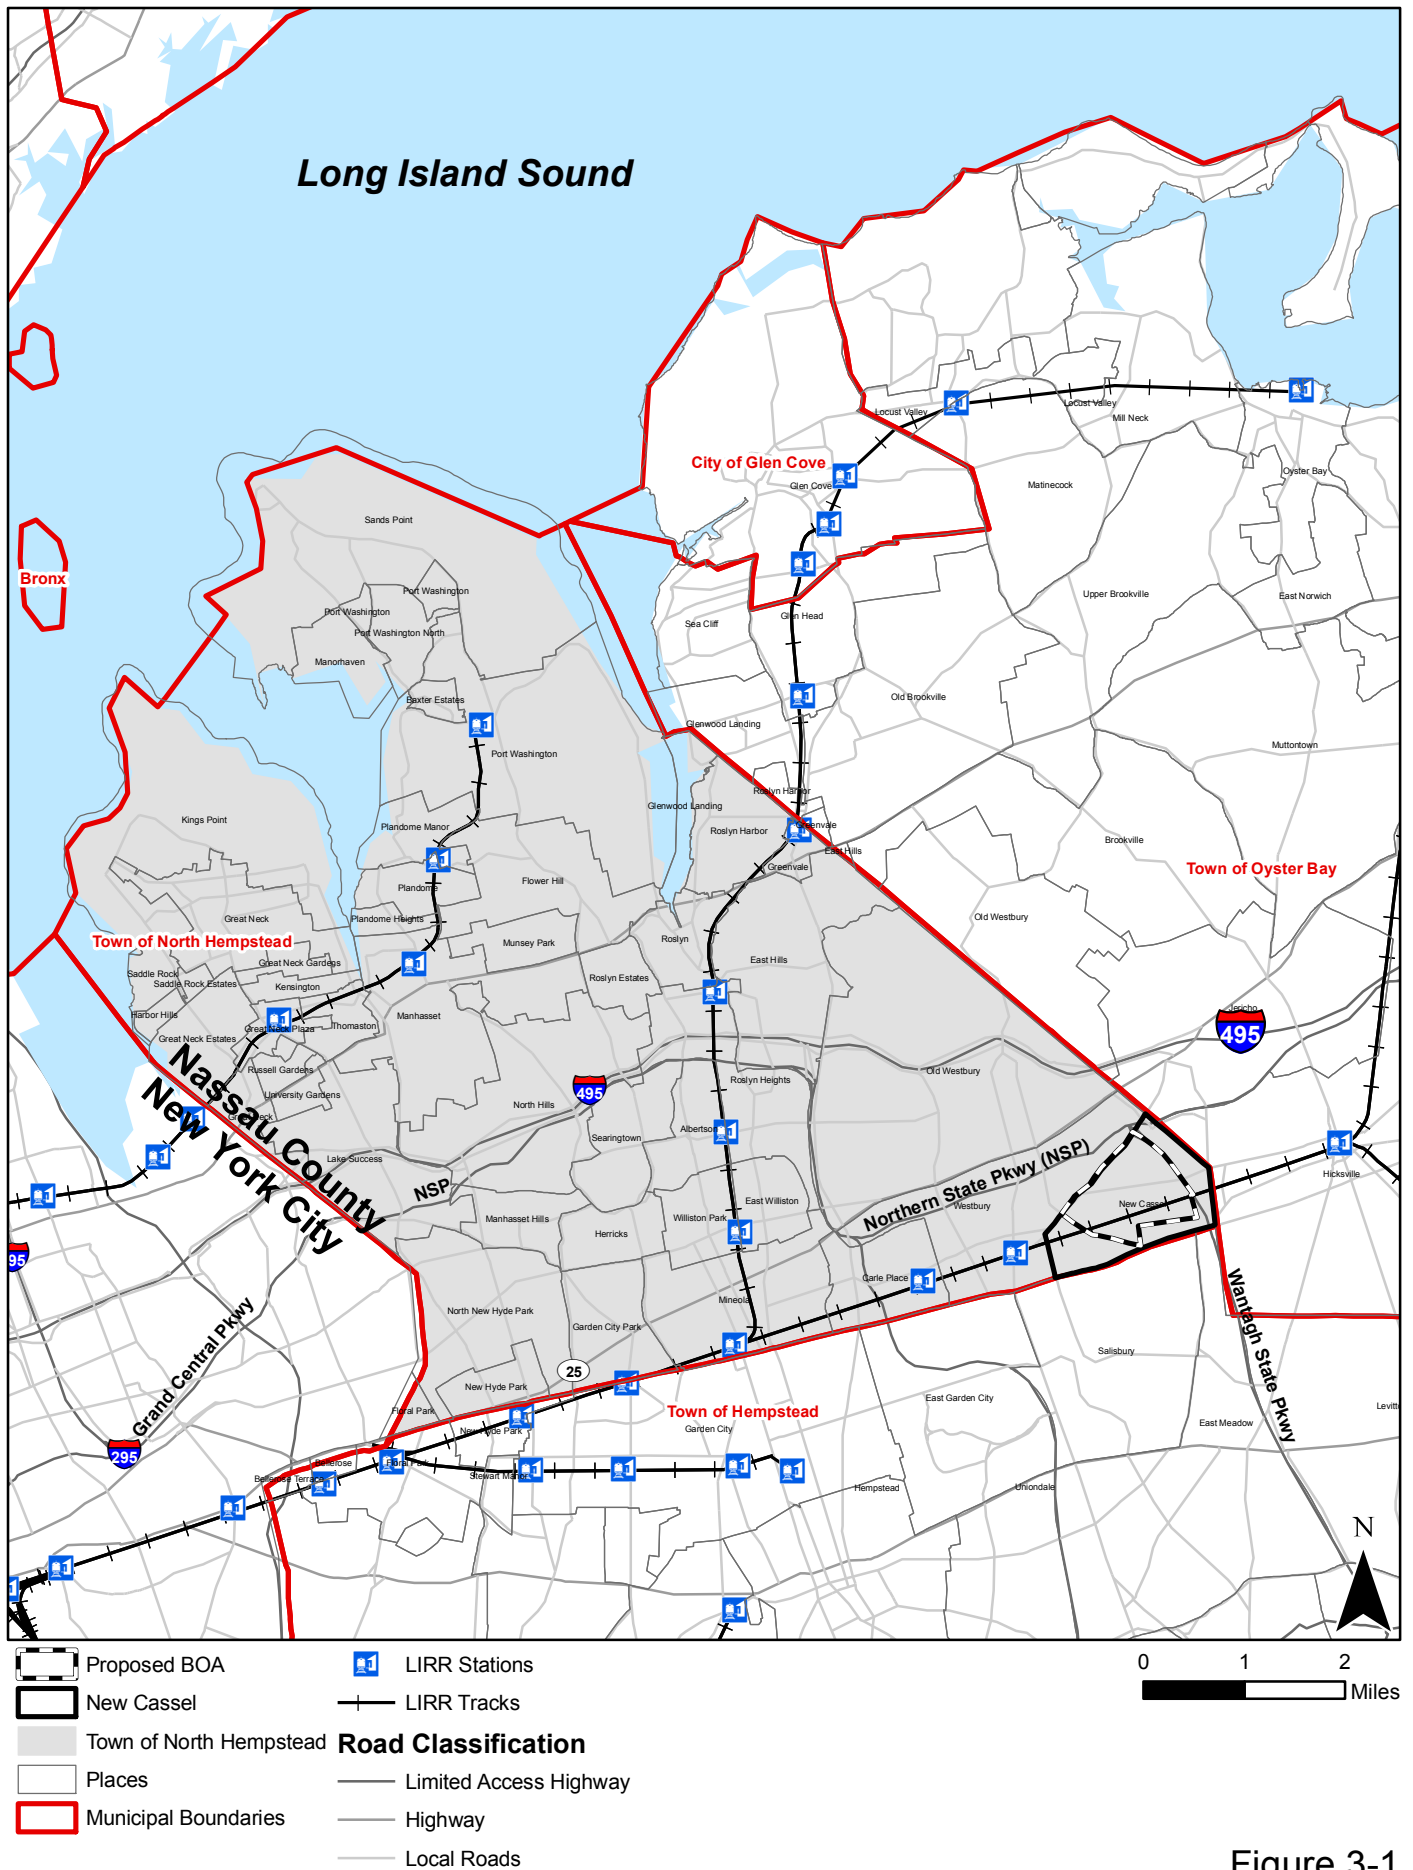 Long Island Sound
Bronx
City of Glen Cove
Locust Valley
Locust Valley
Mill Neck
Glen Cove
Matinecock
Oyster Bay
Sands Point
Port Washington
Port Washington
Port Washington North
Manorhaven
Sea Cliff
Glen Head
Upper Brookville
East Norwich
Baxter Estates
Old Brookville
Glenwood Landing
Port Washington
Muttontown
Roslyn Harbor
Glenwood Landing
Kings Point
Plandome Manor
Roslyn Harbor
Greenvale
Brookville
East Hills
Greenvale
Town of Oyster Bay
Flower Hill
Plandome
Great Neck
Plandome Heights
Old Westbury
Town of North Hempstead
Munsey Park
Roslyn
Great Neck Gardens
East Hills
Saddle Rock
Saddle Rock Estates
Roslyn Estates
Kensington
Harbor Hills
Jericho
495
Great Neck Plaza
Thomaston
Manhasset
Great Neck Estates
Russell Gardens
Old Westbury
Nassau County
New York City
University Gardens
495
Roslyn Heights
North Hills
Great Neck
Searingtown
Albertson
Lake Success
NSP
Northern State Pkwy (NSP)
Hicksville
East Williston
Westbury
New Cassel
Manhasset Hills
Herricks
Williston Park
95
Carle Place
Wantagh State Pkwy
Mineola
North New Hyde Park
Garden City Park
Grand Central Pkwy
Salisbury
25
New Hyde Park
East Garden City
Floral Park
Town of Hempstead
Garden City
Levitt
East Meadow
New Hyde Park
295
Bellerose
Floral Park
Bellerose Terrace
Stewart Manor
Hempstead
Uniondale
N
Proposed BOA
New Cassel
Town of North Hempstead
Places
Municipal Boundaries
LIRR Stations
LIRR Tracks
Road Classification
Limited Access Highway
Highway
Local Roads
0 1 2
Miles
Figure 3-1